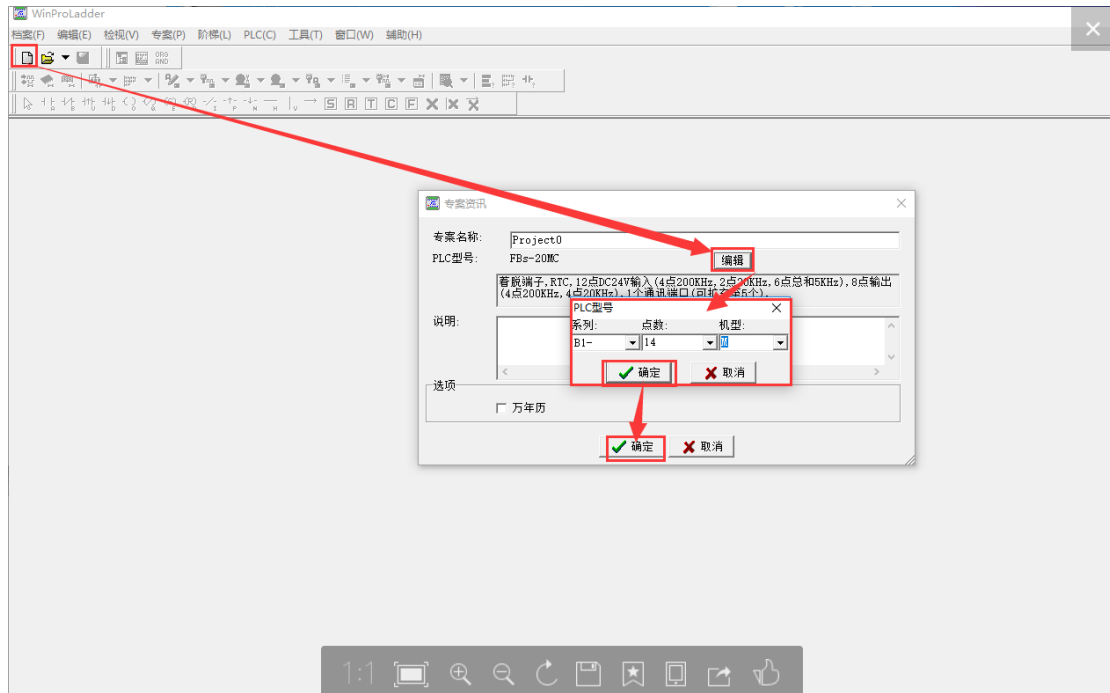 WinProLadder
档案(F) 编辑(E) 检视(V) 专案(P) 阶梯(L) PLC(C) 工具(T) 窗口(W) 辅助(H)
ORG
AND
S R T C F
专案资讯
专案名称: Project0
PLC型号: FBs-20MC 编辑
着脱端子,RTC,12点DC24V输入(4点200KHz,2点20KHz,6点总和5KHz),8点输出
(4点200KHz,4点20KHz),1个通讯端口(可扩充至5个).
PLC型号
系列: 点数: 机型:
B1- 14 M
确定 取消
说明:
选项
万年历
确定 取消
1:1